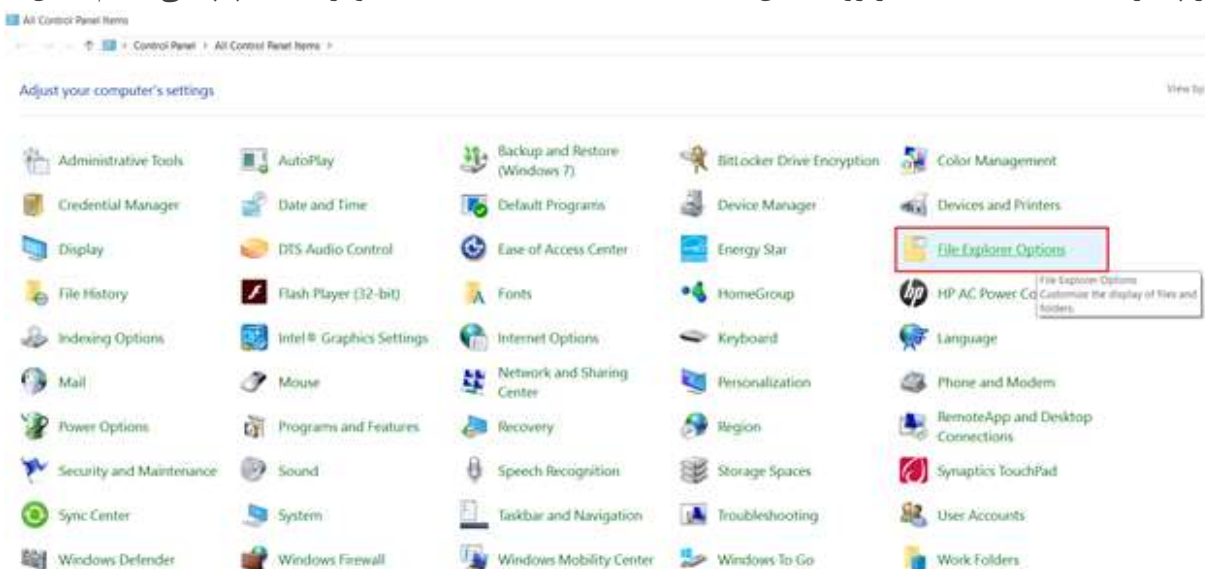 All Control Panel Items
Control Panel > All Control Panel Items >
Adjust your computer's settings
View by
Administrative Tools
AutoPlay
Backup and Restore
(Windows 7)
BitLocker Drive Encryption
Color Management
Credential Manager
Date and Time
Default Programs
Device Manager
Devices and Printers
Display
DTS Audio Control
Ease of Access Center
Energy Star
File Explorer Options
File History
Flash Player (32-bit)
Fonts
HomeGroup
HP AC Power Co
File Explorer Options
Customize the display of files and
folders.
Indexing Options
Intel® Graphics Settings
Internet Options
Keyboard
Language
Mail
Mouse
Network and Sharing
Center
Personalization
Phone and Modem
Power Options
Programs and Features
Recovery
Region
RemoteApp and Desktop
Connections
Security and Maintenance
Sound
Speech Recognition
Storage Spaces
Synaptics TouchPad
Sync Center
System
Taskbar and Navigation
Troubleshooting
User Accounts
Windows Defender
Windows Firewall
Windows Mobility Center
Windows To Go
Work Folders